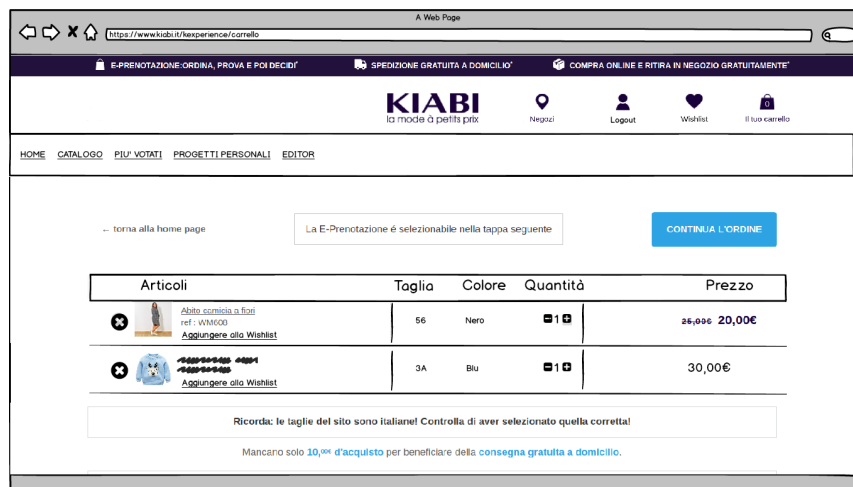 A Web Page
https://www.kiabi.it/kexperience/carrello
E-PRENOTAZIONE:ORDINA, PROVA E POI DECIDI* SPEDIZIONE GRATUITA A DOMICILIO* COMPRA ONLINE E RITIRA IN NEGOZIO GRATUITAMENTE*
KIABI
la mode à petits prix
0
Negozi Logout Wishlist Il tuo carrello
HOME CATALOGO PIU' VOTATI PROGETTI PERSONALI EDITOR
← torna alla home page La E-Prenotazione é selezionabile nella tappa seguente CONTINUA L'ORDINE
Articoli Taglia Colore Quantità Prezzo
Abito camicia a fiori
ref : WM608 56 Nero 1 25,00€ 20,00€
Aggiungere alla Wishlist
3A Blu 1 30,00€
Aggiungere alla Wishlist
Ricorda: le taglie del sito sono italiane! Controlla di aver selezionato quella corretta!
Mancano solo 10,00€ d'acquisto per beneficiare della consegna gratuita a domicilio.